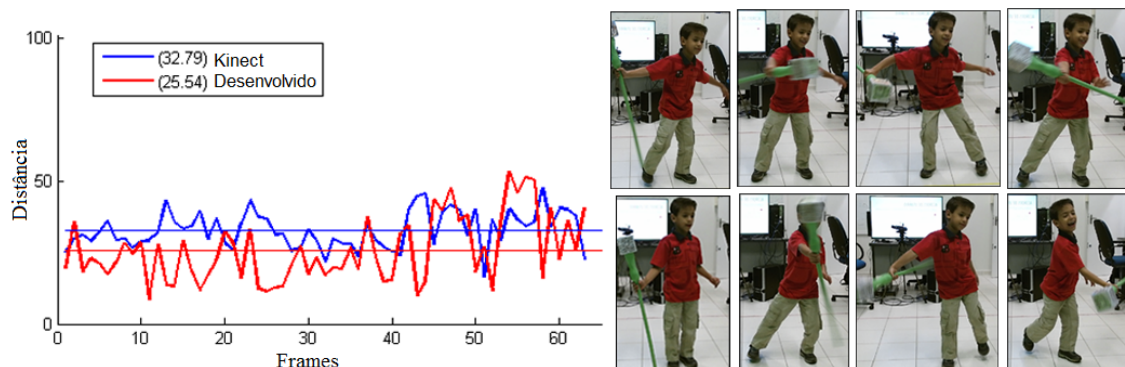 100
50
0
Distância
(32.79) Kinect
(25.54) Desenvolvido
0 10 20 30 40 50 60
Frames